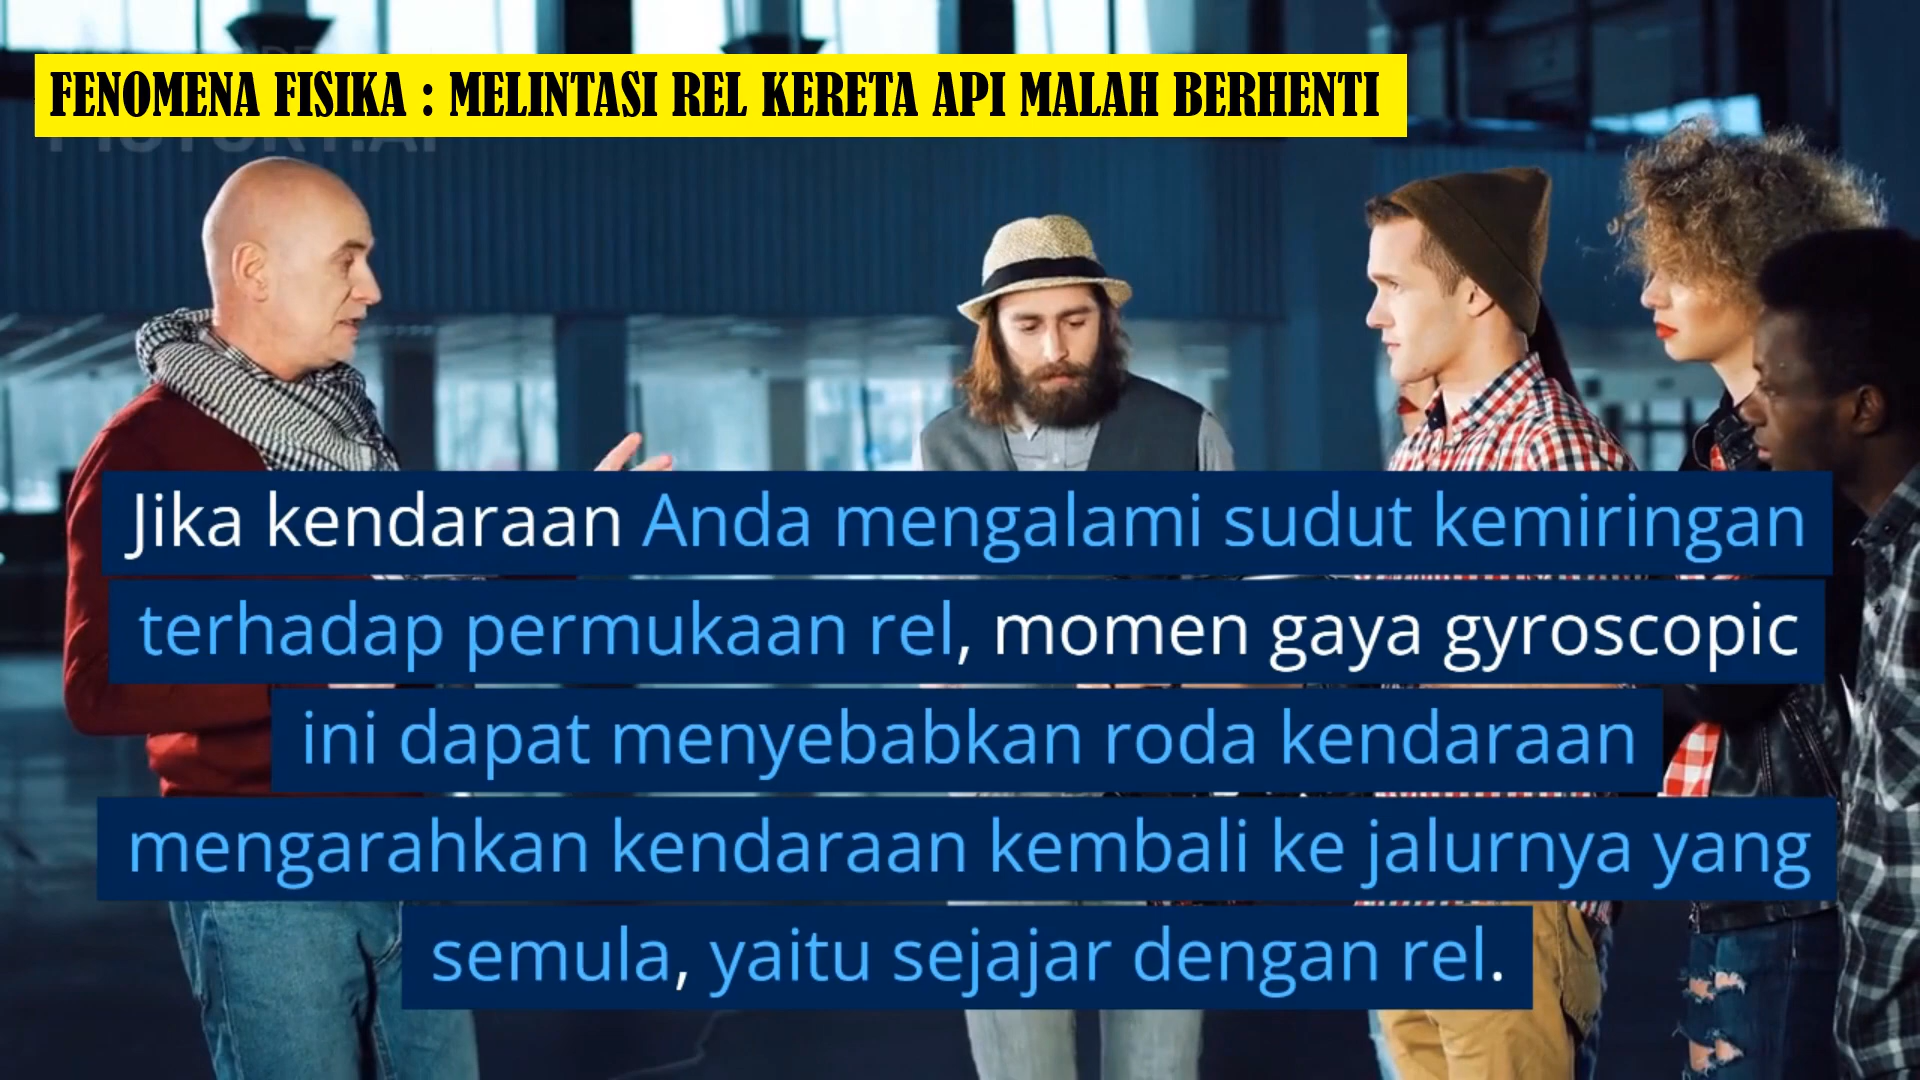 FENOMENA FISIKA : MELINTASI REL KERETA API MALAH BERHENTI
Jika kendaraan Anda mengalami sudut kemiringan
terhadap permukaan rel, momen gaya gyroscopic
ini dapat menyebabkan roda kendaraan
mengarahkan kendaraan kembali ke jalurnya yang
semula, yaitu sejajar dengan rel.